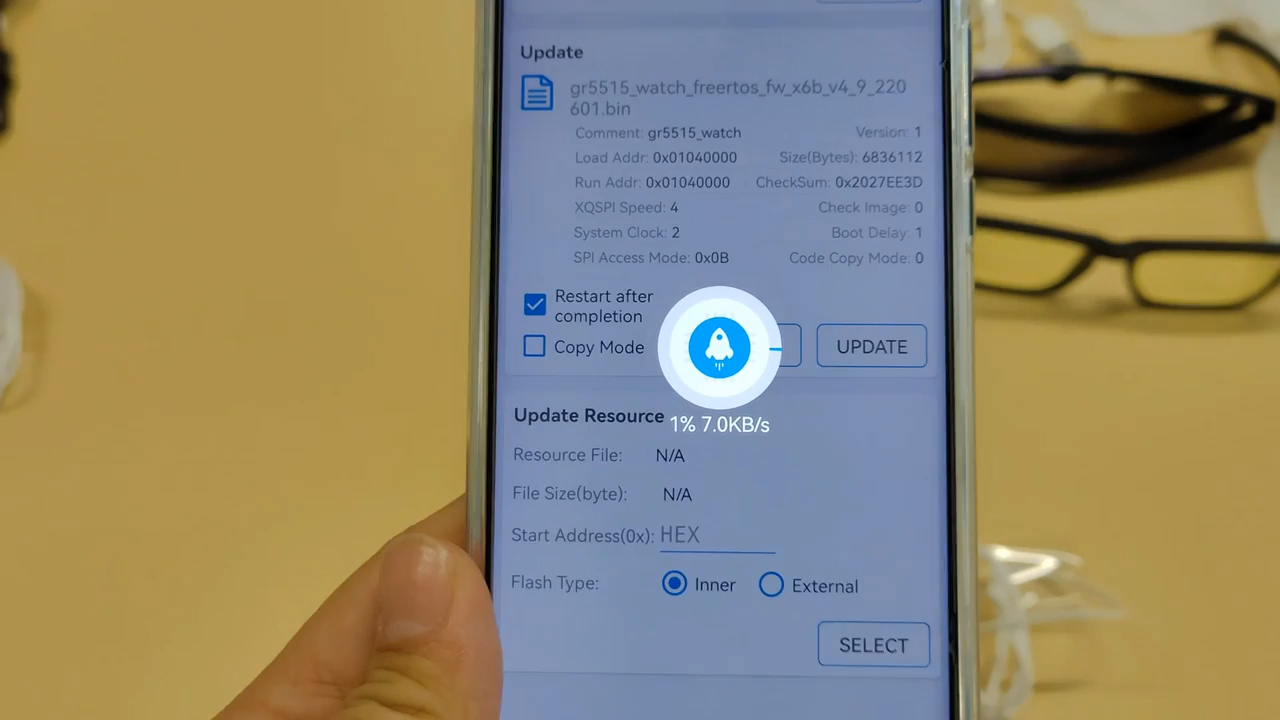 Update
gr5515_watch_freertos_fw_x6b_v4_9_220
601.bin
Comment: gr5515_watch Version: 1
Load Addr: 0x01040000 Size(Bytes): 6836112
Run Addr: 0x01040000 CheckSum: 0x2027EE3D
XQSPI Speed: 4 Check Image: 0
System Clock: 2 Boot Delay: 1
SPI Access Mode: 0x0B Code Copy Mode: 0
Restart after
completion
Copy Mode UPDATE
Update Resource
1% 7.0KB/s
Resource File: N/A
File Size(byte): N/A
Start Address(0x): HEX
Flash Type: Inner External
SELECT